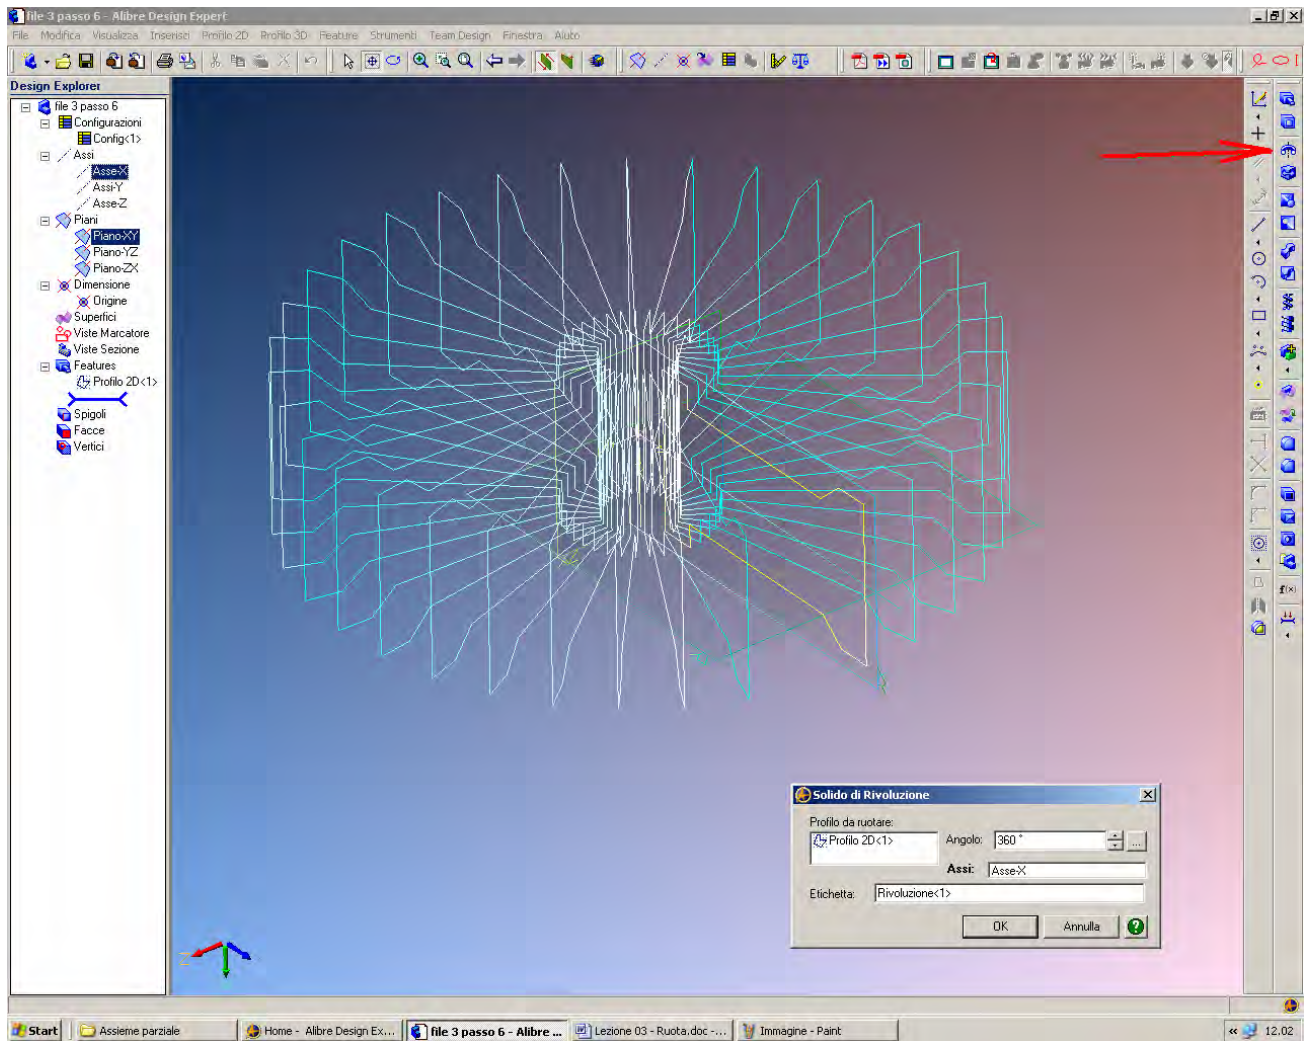 file 3 passo 6 - Alibre Design Expert
File Modifica Visualizza Inserisci Profilo 2D Profilo 3D Feature Strumenti Team Design Finestra Aiuto
Design Explorer
file 3 passo 6
Configurazioni
Config<1>
Assi
Asse-X
Assi-Y
Asse-Z
Piani
Piano-XY
Piano-YZ
Piano-ZX
Dimensione
Origine
Superfici
Viste Marcatore
Viste Sezione
Features
Profilo 2D<1>
Spigoli
Facce
Vertici
f(x)
Solido di Rivoluzione
Profilo da ruotare:
Profilo 2D<1>
Angolo: 360 °
...
Assi: Asse-X
Etichetta: Rivoluzione<1>
OK Annulla ?
Start Assieme parziale Home - Alibre Design Ex... file 3 passo 6 - Alibre ... Lezione 03 - Ruota.doc -... Immagine - Paint « 12.02